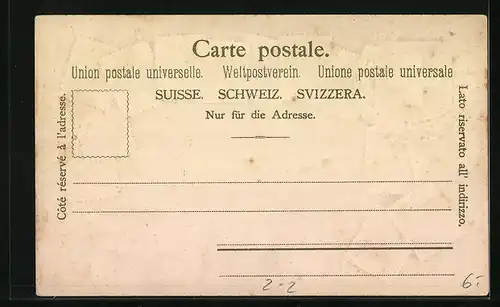 Carte postale.
Union postale universelle. Weltpostverein. Unione postale universale
SUISSE. SCHWEIZ. SVIZZERA.
Nur für die Adresse.
Côté réservé à l'adresse.
Lato riservato all' indirizzo.
2-2
6.-